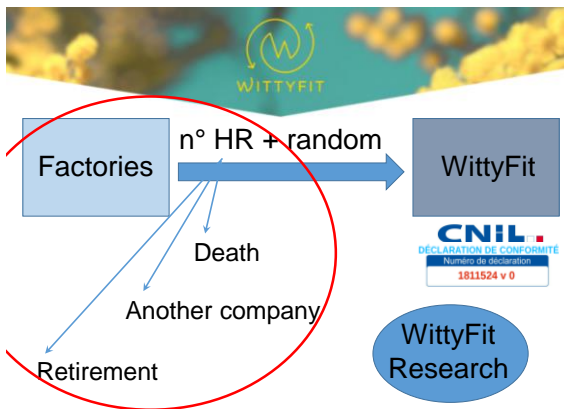 W
WITTYFIT
n° HR + random
Factories
WittyFit
CNIL
DÉCLARATION DE CONFORMITÉ
Numéro de déclaration
1811524 v 0
Death
Another company
Retirement
WittyFit
Research